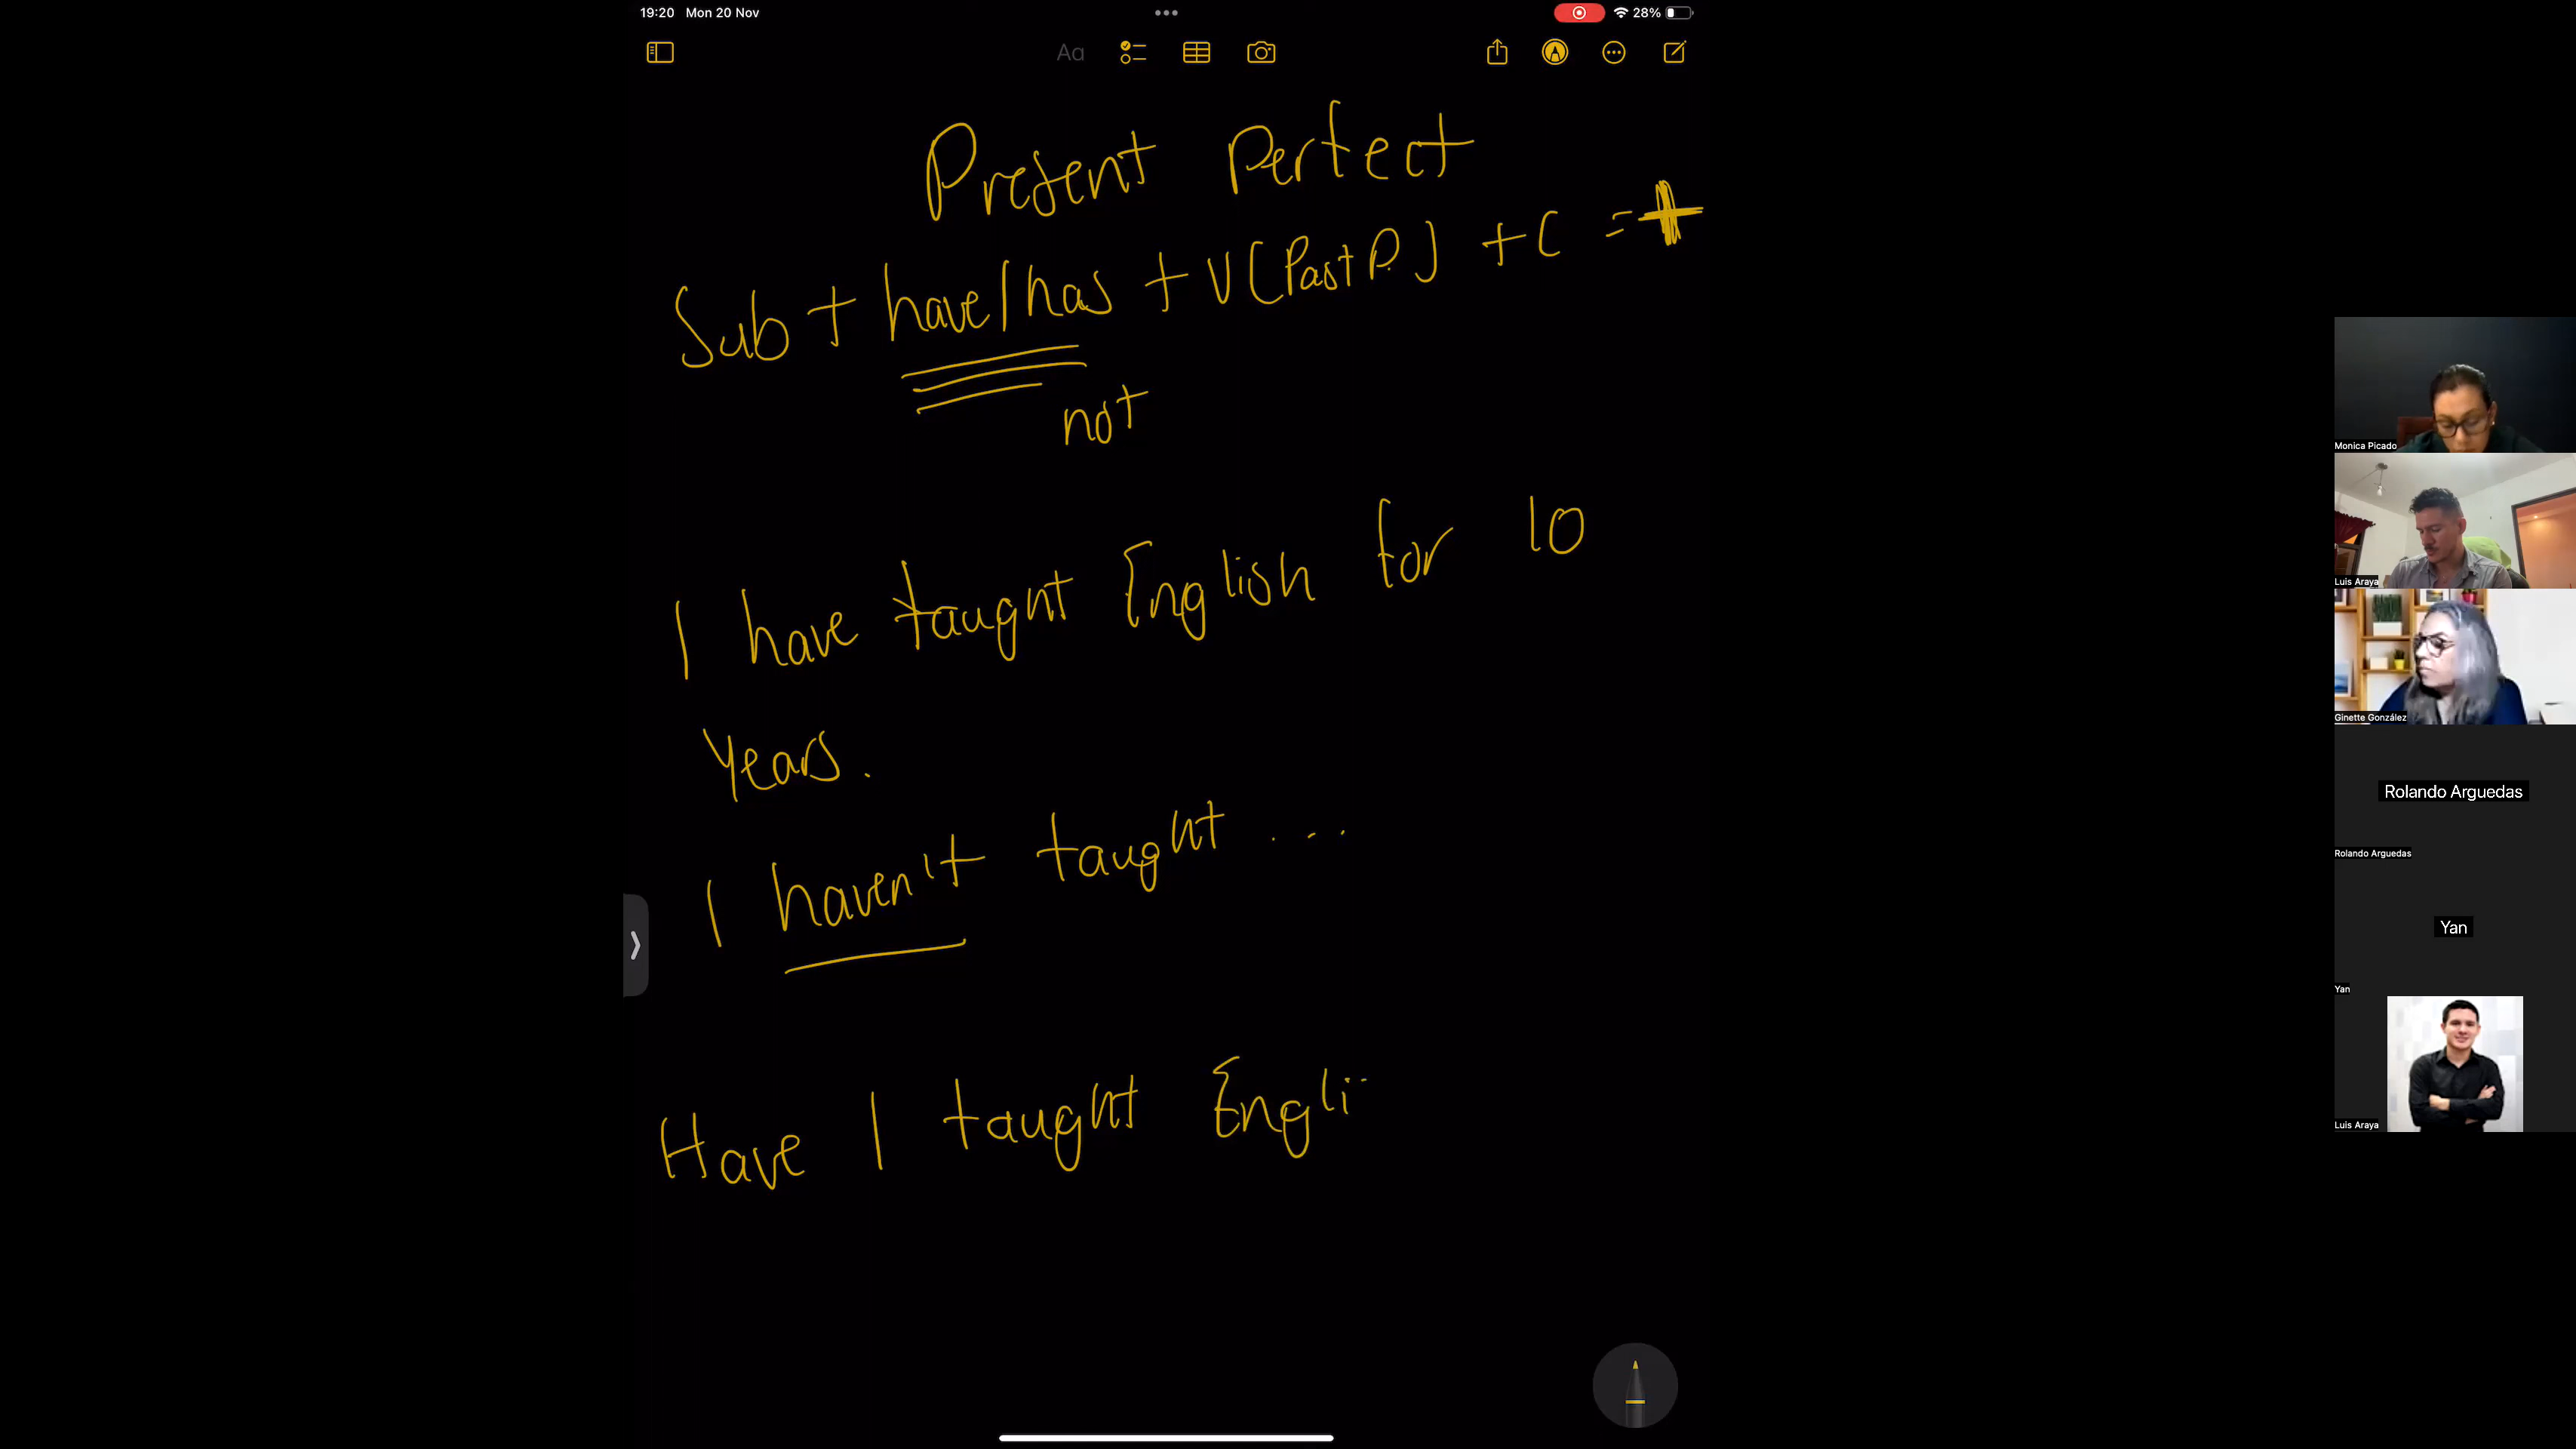 19:20 Mon 20 Nov
28%
Aa
Present Perfect
Sub + have/has + V (Past P.) + C = +
not
I have taught English for 10
Years.
I haven't taught ....
Have I taught Engli
Monica Picado
Luis Araya
Ginette González
Rolando Arguedas
Rolando Arguedas
Yan
Yan
Luis Araya